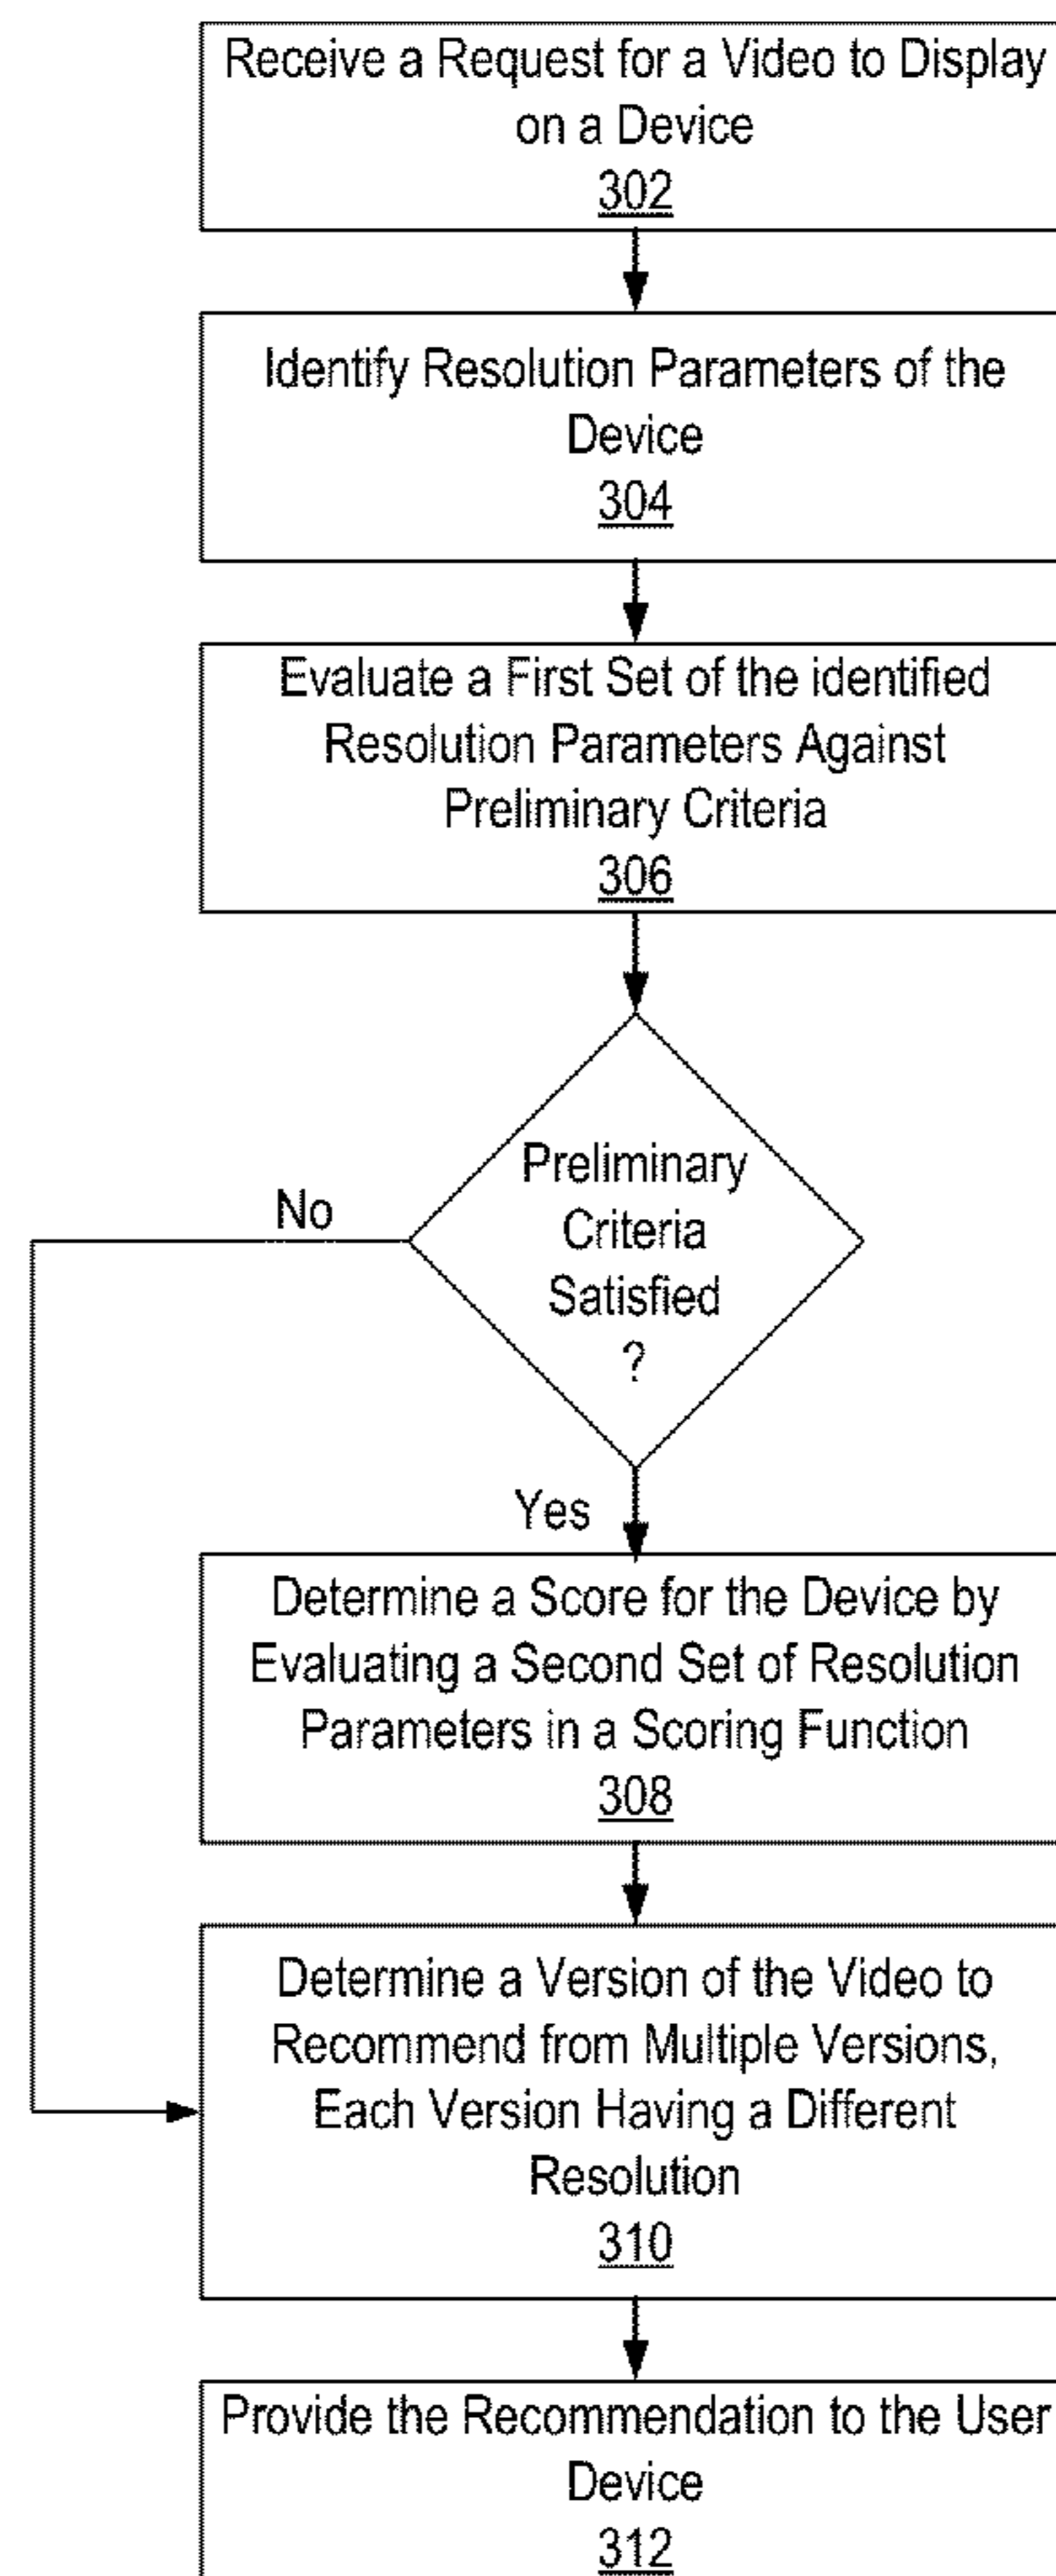 Receive a Request for a Video to Display
on a Device
302
Identify Resolution Parameters of the
Device
304
Evaluate a First Set of the identified
Resolution Parameters Against
Preliminary Criteria
306
Preliminary
Criteria
Satisfied
?
No
Yes
Determine a Score for the Device by
Evaluating a Second Set of Resolution
Parameters in a Scoring Function
308
Determine a Version of the Video to
Recommend from Multiple Versions,
Each Version Having a Different
Resolution
310
Provide the Recommendation to the User
Device
312